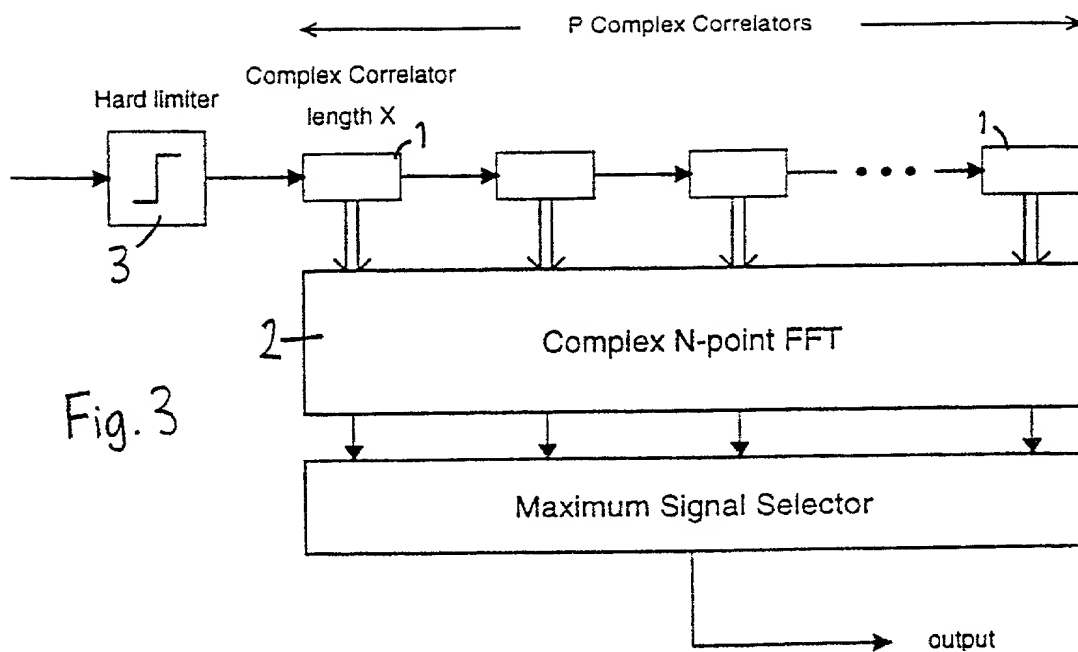 P Complex Correlators
Complex Correlator
length X
Hard limiter
1
1
3
2
Complex N-point FFT
Fig. 3
Maximum Signal Selector
output